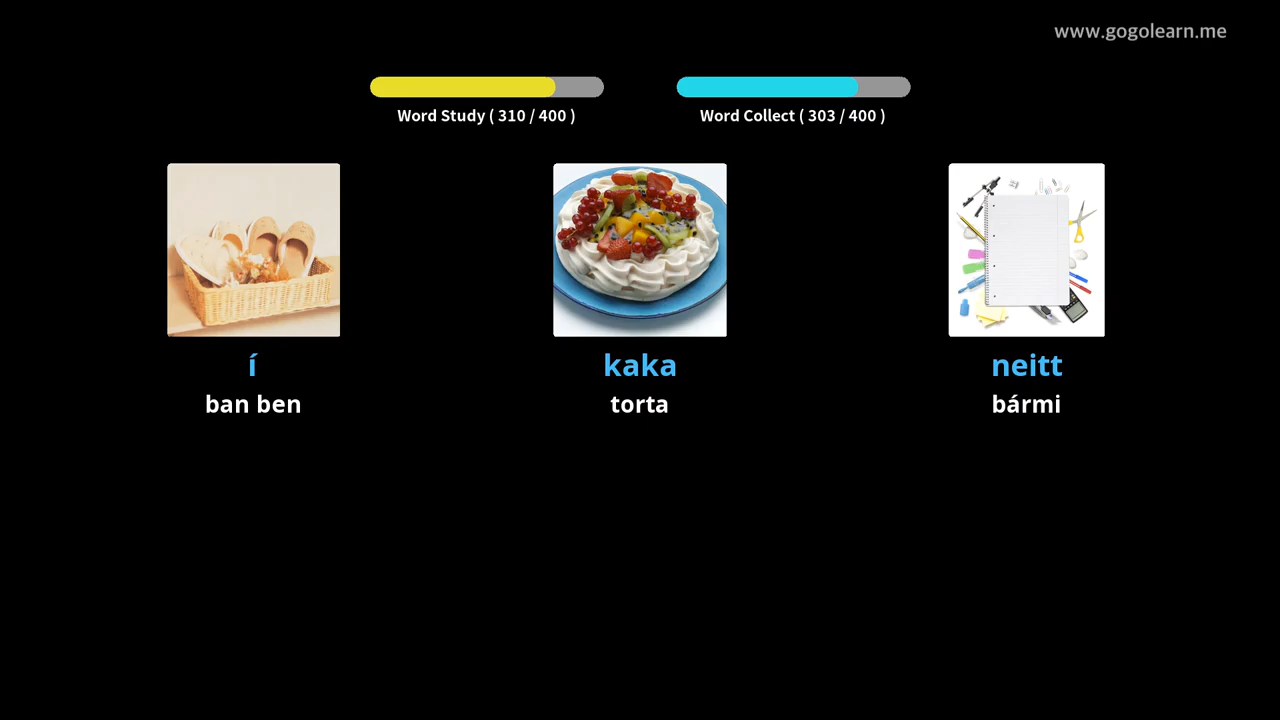 www.gogolearn.me
Word Study ( 310 / 400 )
Word Collect ( 303 / 400 )
í
ban ben
kaka
torta
neitt
bármi